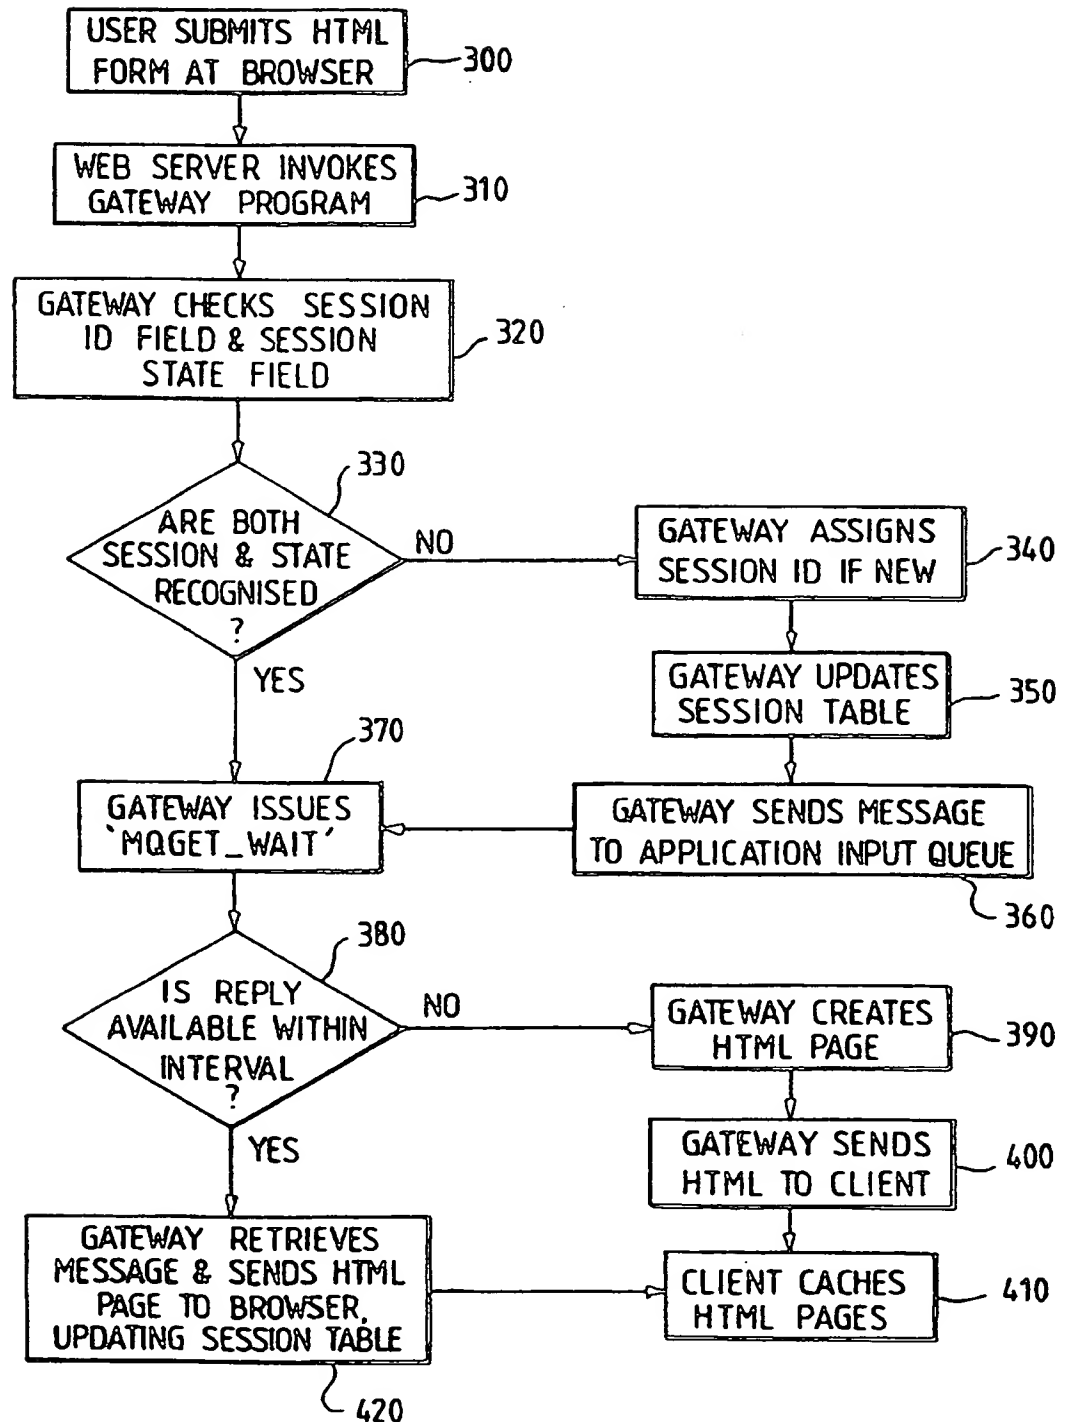 USER SUBMITS HTML
FORM AT BROWSER
300
WEB SERVER INVOKES
GATEWAY PROGRAM
310
GATEWAY CHECKS SESSION
ID FIELD & SESSION
STATE FIELD
320
330
ARE BOTH
SESSION & STATE
RECOGNISED
?
NO
YES
GATEWAY ASSIGNS
SESSION ID IF NEW
340
GATEWAY UPDATES
SESSION TABLE
350
GATEWAY SENDS MESSAGE
TO APPLICATION INPUT QUEUE
360
370
GATEWAY ISSUES
'MQGET_WAIT'
380
IS REPLY
AVAILABLE WITHIN
INTERVAL
?
NO
YES
GATEWAY CREATES
HTML PAGE
390
GATEWAY SENDS
HTML TO CLIENT
400
GATEWAY RETRIEVES
MESSAGE & SENDS HTML
PAGE TO BROWSER,
UPDATING SESSION TABLE
420
CLIENT CACHES
HTML PAGES
410